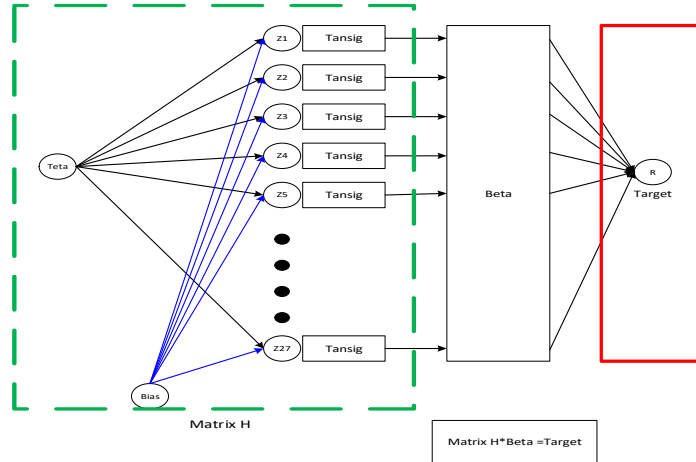 Z1 Tansig
Z2 Tansig
Z3 Tansig
Z4 Tansig
Teta
R
Z5 Tansig
Beta
Target
Z27 Tansig
Bias
Matrix H
Matrix H*Beta =Target